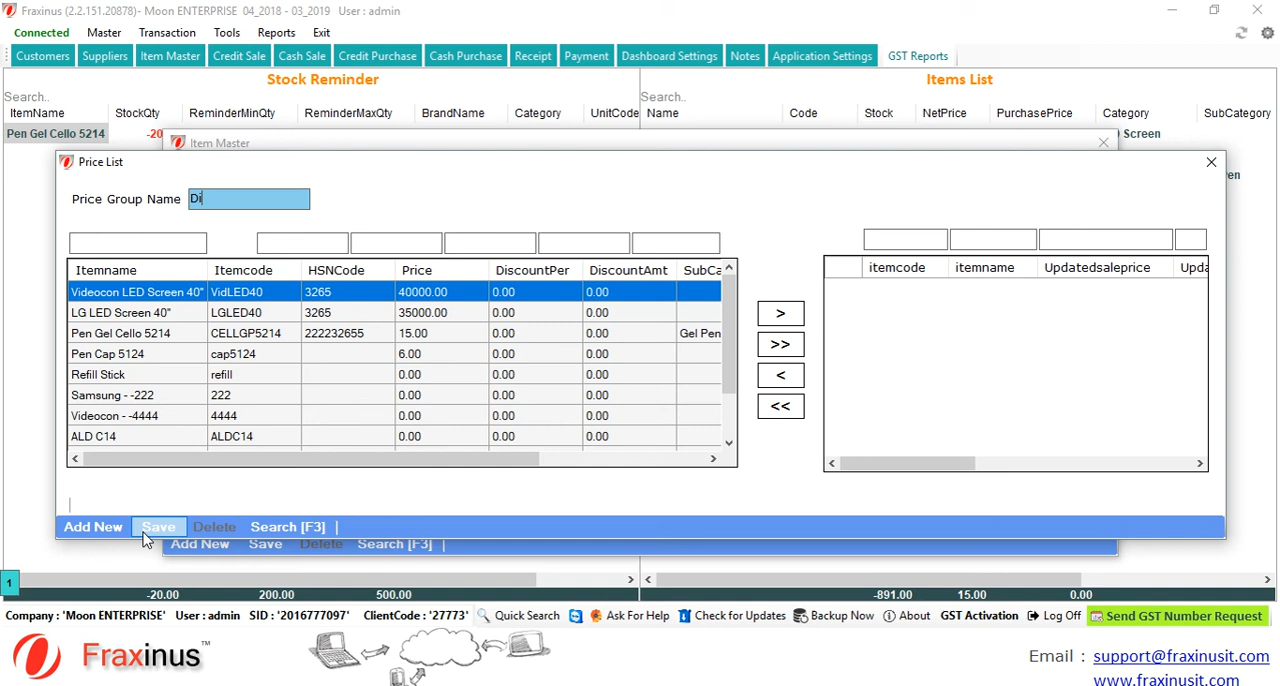 Fraxinus (2.2.151.20878) - Moon ENTERPRISE 04_2018 - 03_2019 User : admin
Connected Master Transaction Tools Reports Exit
Customers Suppliers Item Master Credit Sale Cash Sale Credit Purchase Cash Purchase Receipt Payment Dashboard Settings Notes Application Settings GST Reports
Stock Reminder Items List
Search.. Search..
ItemName StockQty ReminderMinQty ReminderMaxQty BrandName Category UnitCode Name Code Stock NetPrice PurchasePrice Category SubCategory
Pen Gel Cello 5214 -20 Item Master Screen
Price List
en
Price Group Name Di
Itemname Itemcode HSNCode Price DiscountPer DiscountAmt SubCa itemcode itemname Updatedsaleprice Upda
Videocon LED Screen 40" VidLED40 3265 40000.00 0.00 0.00
LG LED Screen 40" LGLED40 3265 35000.00 0.00 0.00 >
Pen Gel Cello 5214 CELLGP5214 222232655 15.00 0.00 0.00 Gel Pen
Pen Cap 5124 cap5124 6.00 0.00 0.00 >>
Refill Stick refill 0.00 0.00 0.00 <
Samsung - -222 222 0.00 0.00 0.00
Videocon - -4444 4444 0.00 0.00 0.00 <<
ALD C14 ALDC14 0.00 0.00 0.00
Add New Save Delete Search [F3]
Add New Save Delete Search [F3]
1
-20.00 200.00 500.00 -891.00 15.00 0.00
Company : 'Moon ENTERPRISE' User : admin SID : '2016777097' ClientCode : '27773' Quick Search Ask For Help Check for Updates Backup Now About GST Activation Log Off Send GST Number Request
Fraxinus™
Email : support@fraxinusit.com
www.fraxinusit.com